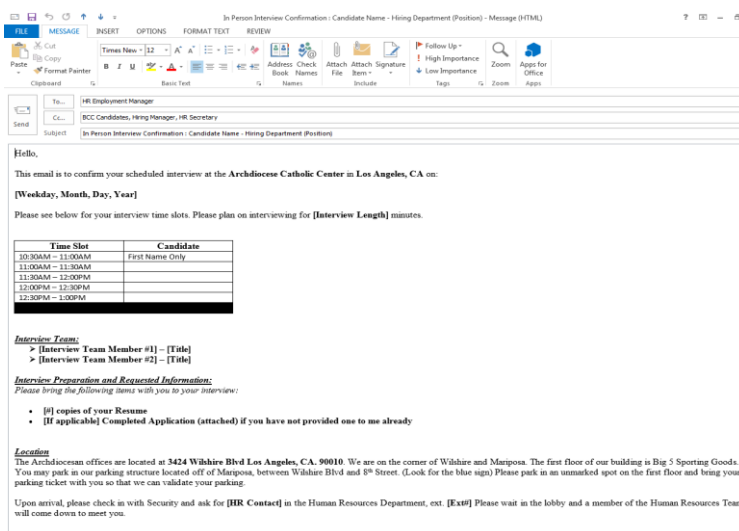 In Person Interview Confirmation : Candidate Name - Hiring Department (Position) - Message (HTML)
FILE MESSAGE INSERT OPTIONS FORMAT TEXT REVIEW
Paste
Cut
Copy
Format Painter
Clipboard
Times New 12
B I U
Basic Text
Address Book
Check Names
Names
Attach File
Attach Item
Signature
Include
Follow Up
High Importance
Low Importance
Tags
Zoom
Zoom
Apps for Office
Apps
Send
To... HR Employment Manager
Cc... BCC Candidates, Hiring Manager, HR Secretary
Subject In Person Interview Confirmation : Candidate Name - Hiring Department (Position)
Hello,
This email is to confirm your scheduled interview at the Archdiocese Catholic Center in Los Angeles, CA on:
[Weekday, Month, Day, Year]
Please see below for your interview time slots. Please plan on interviewing for [Interview Length] minutes.
Time Slot Candidate
10:30AM – 11:00AM First Name Only
11:00AM – 11:30AM
11:30AM – 12:00PM
12:00PM – 12:30PM
12:30PM – 1:00PM
Interview Team:
➢ [Interview Team Member #1] – [Title]
➢ [Interview Team Member #2] – [Title]
Interview Preparation and Requested Information:
Please bring the following items with you to your interview:
• [#] copies of your Resume
• [If applicable] Completed Application (attached) if you have not provided one to me already
Location
The Archdiocesan offices are located at 3424 Wilshire Blvd Los Angeles, CA. 90010. We are on the corner of Wilshire and Mariposa. The first floor of our building is Big 5 Sporting Goods.
You may park in our parking structure located off of Mariposa, between Wilshire Blvd and 8th Street. (Look for the blue sign) Please park in an unmarked spot on the first floor and bring your
parking ticket with you so that we can validate your parking.
Upon arrival, please check in with Security and ask for [HR Contact] in the Human Resources Department, ext. [Ext#] Please wait in the lobby and a member of the Human Resources Tea
will come down to meet you.